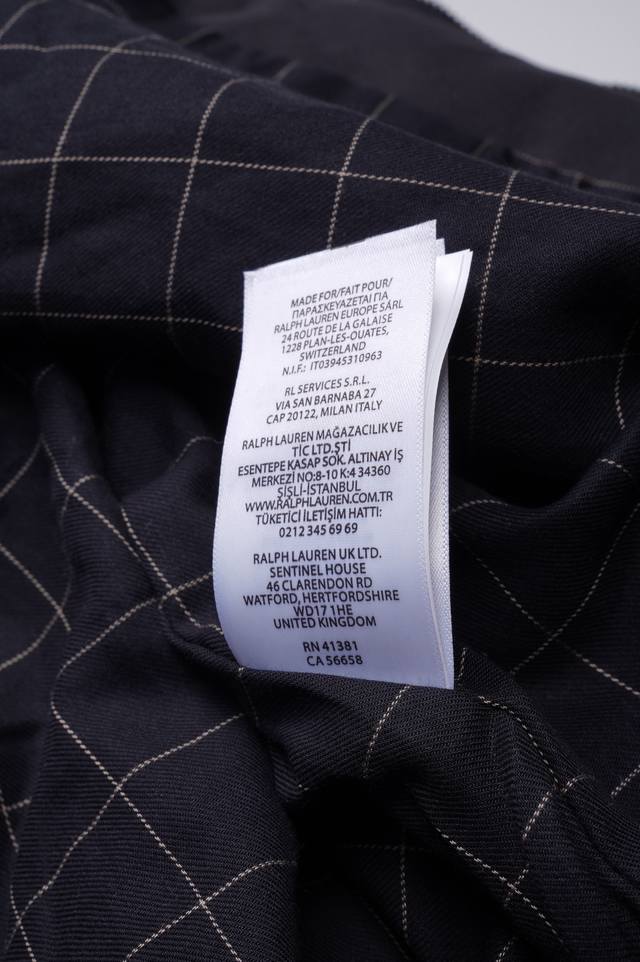 MADE FOR/FAIT POUR/
ΠΑΡΑΣΚΕΥΑΖΕΤΑΙ ΓΙΑ
RALPH LAUREN EUROPE SÀRL
24 ROUTE DE LA GALAISE
1228 PLAN-LES-OUATES,
SWITZERLAND
N.I.F.: IT03945310963
RL SERVICES S.R.L.
VIA SAN BARNABA 27
CAP 20122, MILAN ITALY
RALPH LAUREN MAĞAZACILIK VE
TİC LTD.ŞTİ
ESENTEPE KASAP SOK. ALTINAY İŞ
MERKEZİ NO:8-10 K:4 34360
ŞİŞLİ-İSTANBUL
WWW.RALPHLAUREN.COM.TR
TÜKETİCİ İLETİŞİM HATTI:
0212 345 69 69
RALPH LAUREN UK LTD.
SENTINEL HOUSE
46 CLARENDON RD
WATFORD, HERTFORDSHIRE
WD17 1HE
UNITED KINGDOM
RN 41381
CA 56658